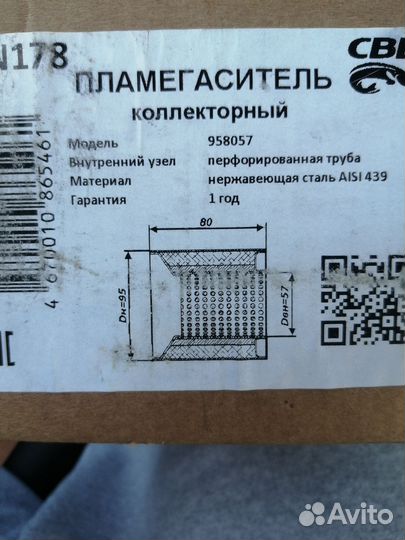 N178
СВД
ПЛАМЕГАСИТЕЛЬ
коллекторный
Модель 958057
Внутренний узел перфорированная труба
Материал нержавеющая сталь AISI 439
Гарантия 1 год
80
Dн=95
Dвн=57
4 670010 865461
Avito